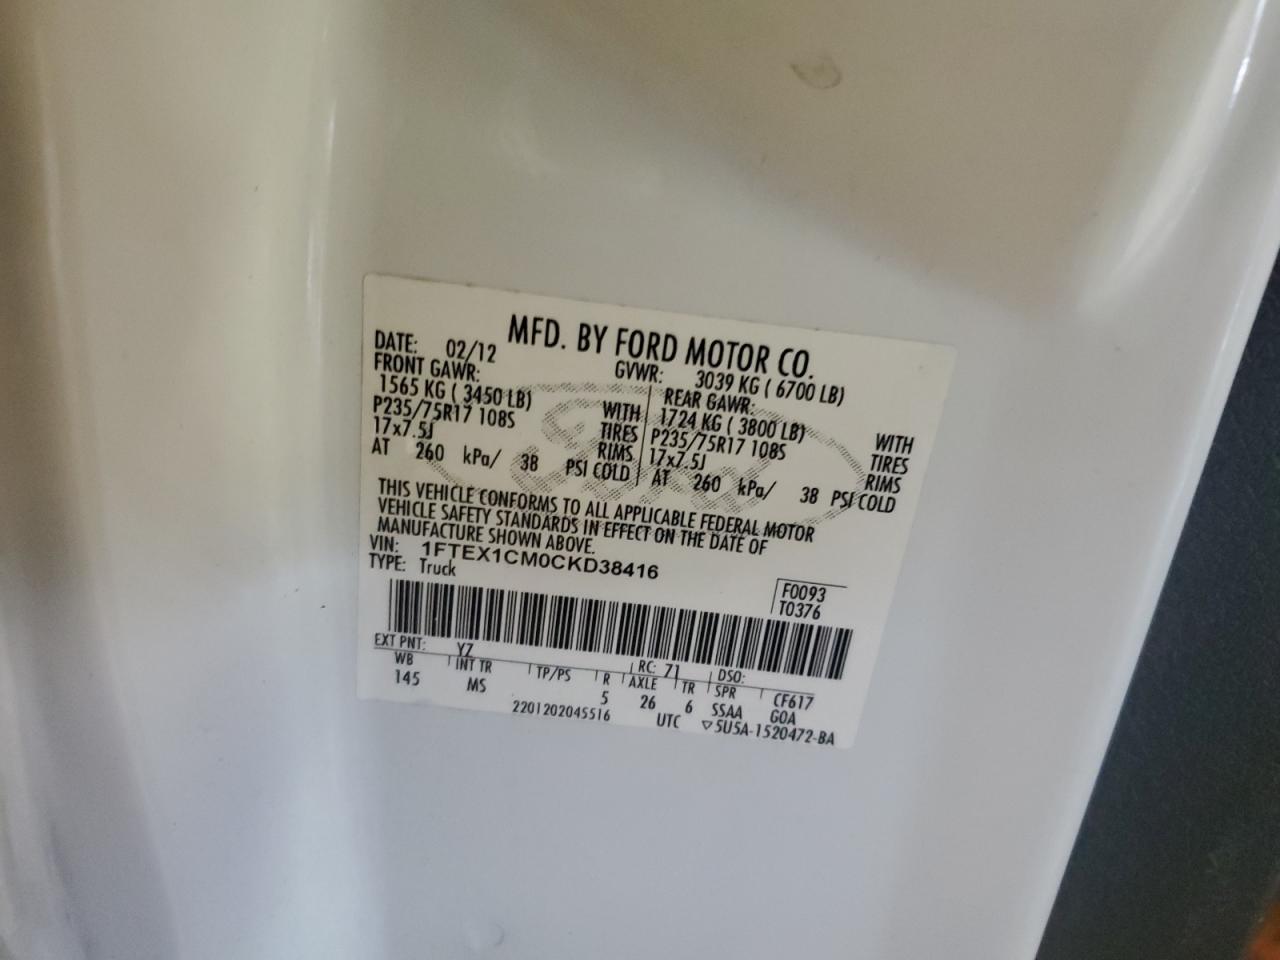 MFD. BY FORD MOTOR CO.
DATE: 02/12 GVWR: 3039 KG ( 6700 LB)
FRONT GAWR: REAR GAWR:
1565 KG ( 3450 LB) WITH 1724 KG ( 3800 LB) WITH
P235/75R17 108S TIRES P235/75R17 108S TIRES
17x7.5J RIMS 17x7.5J RIMS
AT 260 kPa/ 38 PSI COLD AT 260 kPa/ 38 PSI COLD
THIS VEHICLE CONFORMS TO ALL APPLICABLE FEDERAL MOTOR
VEHICLE SAFETY STANDARDS IN EFFECT ON THE DATE OF
MANUFACTURE SHOWN ABOVE.
VIN: 1FTEX1CM0CKD38416
TYPE: Truck
F0093
T0376
EXT PNT: YZ RC: 71 DSO:
WB INT TR TP/PS R AXLE TR SPR CF617
145 MS 5 26 6 SSAA GOA
2201202045516 UTC ▽5U5A-1520472-BA